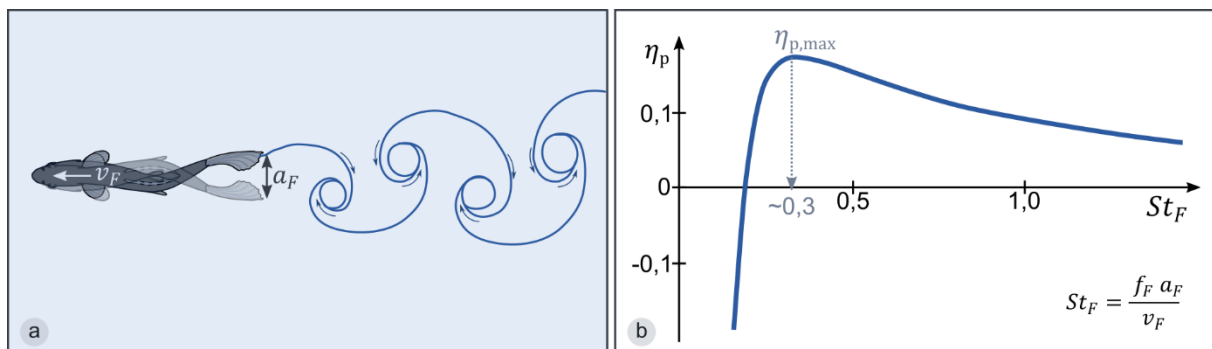 v_F
a_F
a
η_p
η_p,max
0,1
0
~0,3
0,5
1,0
St_F
-0,1
St_F = f_F a_F / v_F
b